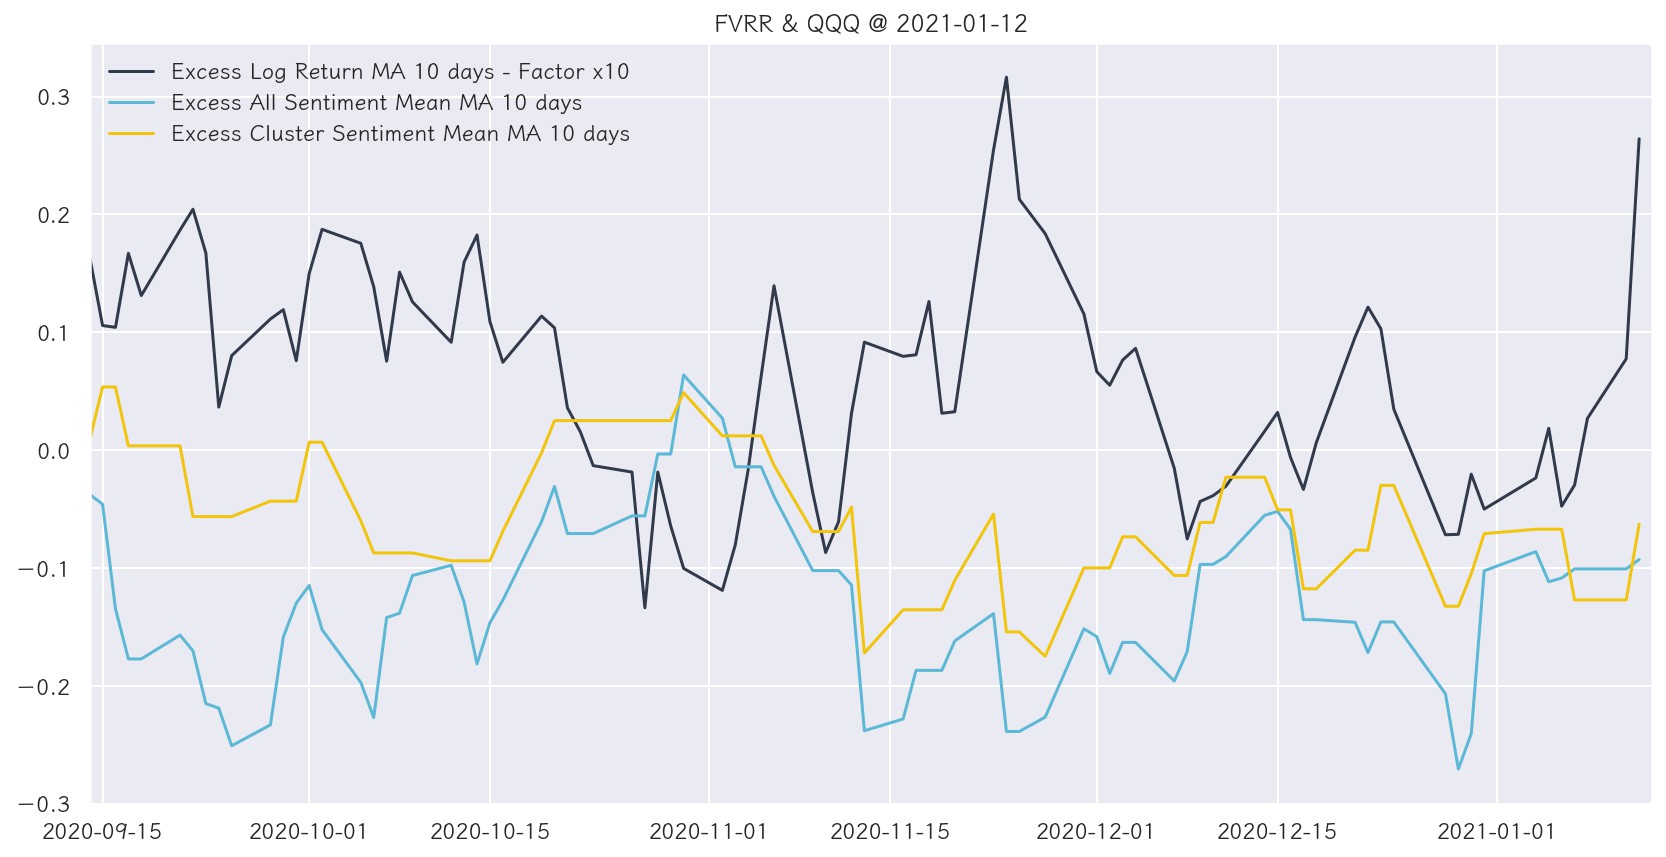 FVRR & QQQ @ 2021-01-12
Excess Log Return MA 10 days - Factor x10
Excess All Sentiment Mean MA 10 days
Excess Cluster Sentiment Mean MA 10 days
0.3
0.2
0.1
0.0
−0.1
−0.2
−0.3
2020-09-15 2020-10-01 2020-10-15 2020-11-01 2020-11-15 2020-12-01 2020-12-15 2021-01-01